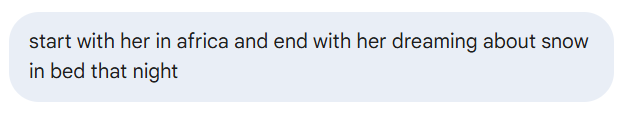 start with her in africa and end with her dreaming about snow
in bed that night